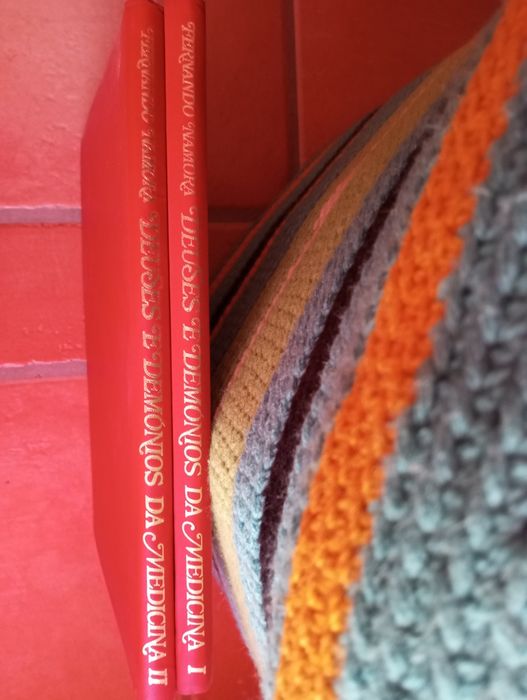 FERNANDO NAMORA DEUSES E DEMÓNIOS DA MEDICINA II
FERNANDO NAMORA DEUSES E DEMÓNIOS DA MEDICINA I